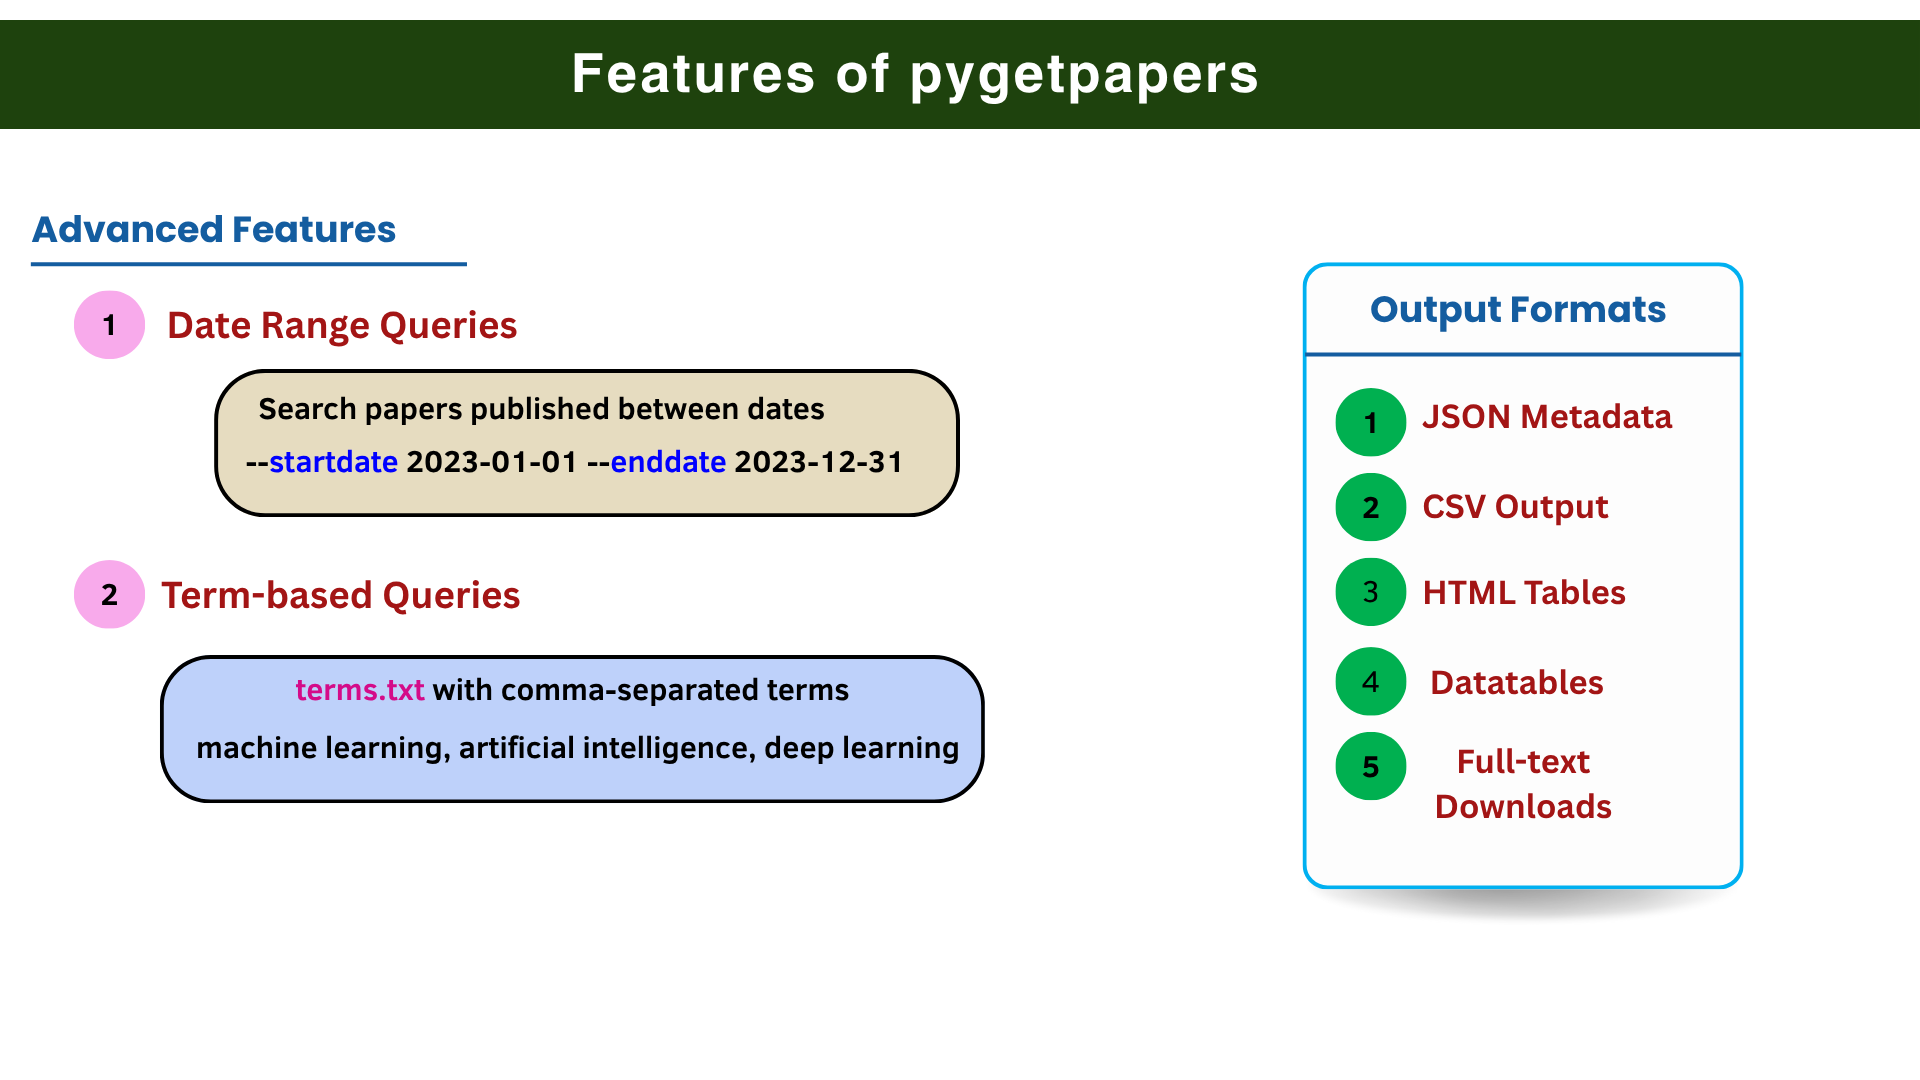 Features of pygetpapers
Advanced Features
1 Date Range Queries
Search papers published between dates
--startdate 2023-01-01 --enddate 2023-12-31
2 Term-based Queries
terms.txt with comma-separated terms
machine learning, artificial intelligence, deep learning
Output Formats
1 JSON Metadata
2 CSV Output
3 HTML Tables
4 Datatables
5 Full-text
Downloads